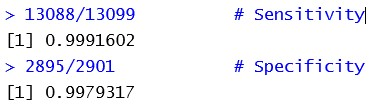 > 13088/13099 # Sensitivity
[1] 0.9991602
> 2895/2901 # Specificity
[1] 0.9979317